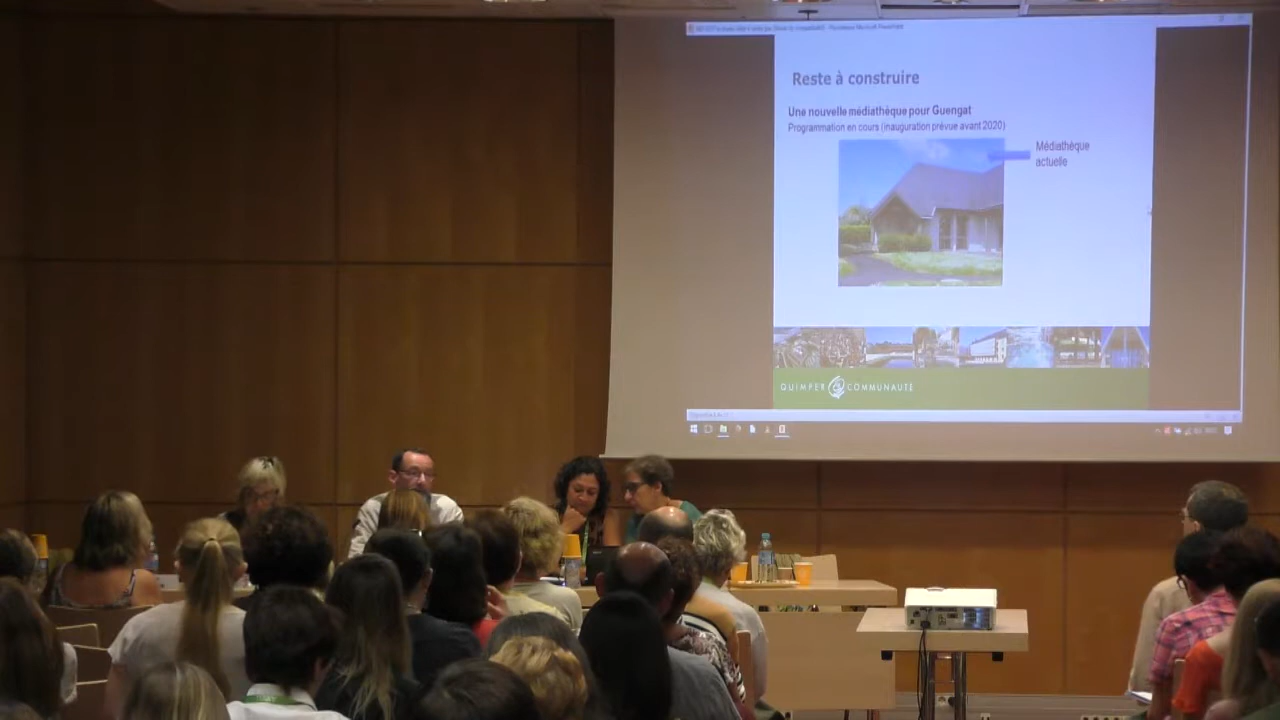 Reste à construire
Une nouvelle médiathèque pour Guengat
Programmation en cours (inauguration prévue avant 2020)
Médiathèque
actuelle
QUIMPER COMMUNAUTÉ